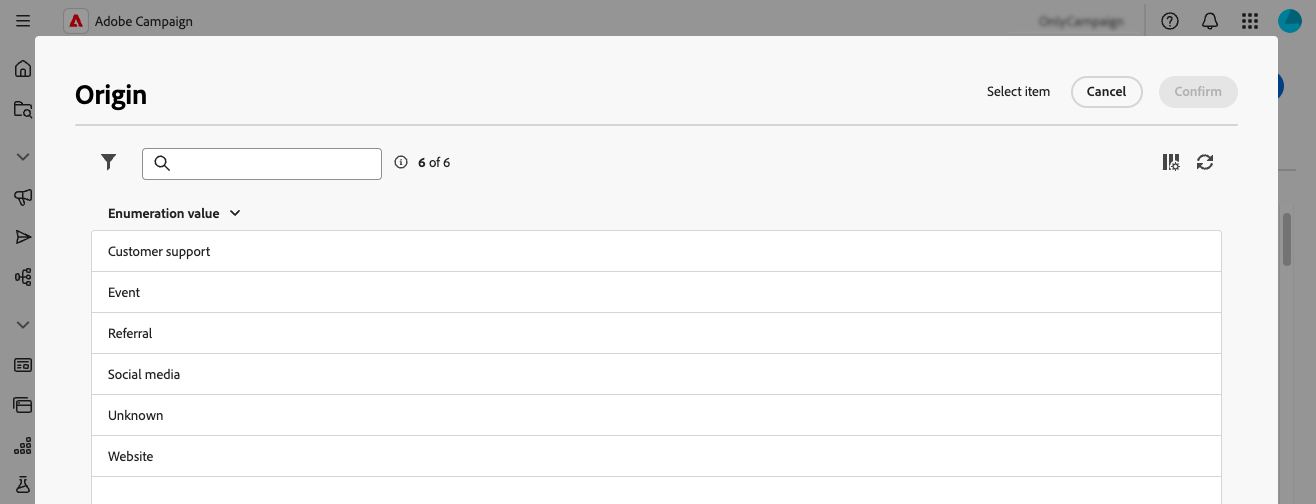 Adobe Campaign
Origin
Select item
Cancel
Confirm
6 of 6
Enumeration value
Customer support
Event
Referral
Social media
Unknown
Website